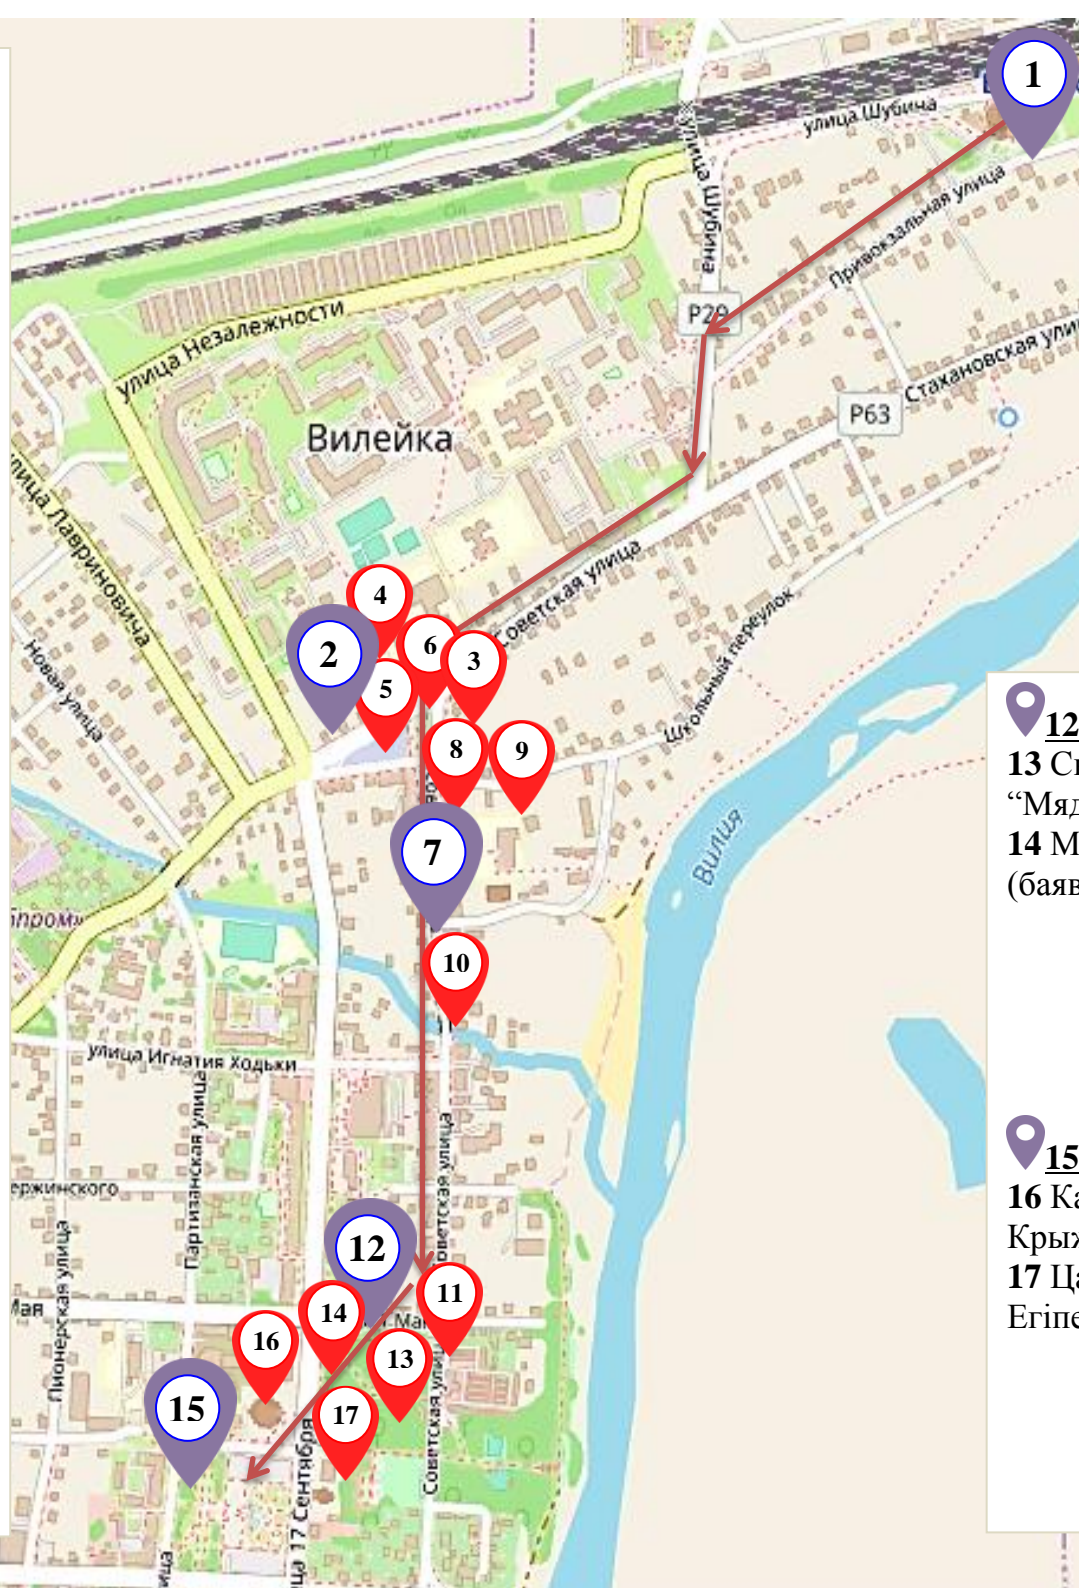 1
улица Шубина
улица Шубина
Привокзальная улица
P29
улица Незалежности
Стахановская ули
P63
Вилейка
улица Лавриновича
Советская улица
4
6
2
3
5
Новая улица
Школьный переулок
8
9
12
13
“Мяд
14 М
(баяв
7
Вилия
10
улица Игнатия Ходьки
Партизанская улица
ержинского
15
16 Ка
Крыж
17 Ца
Егіпе
Пионерская улица
12
11
14
16
13
15
17
Советская улица
17 Сентября